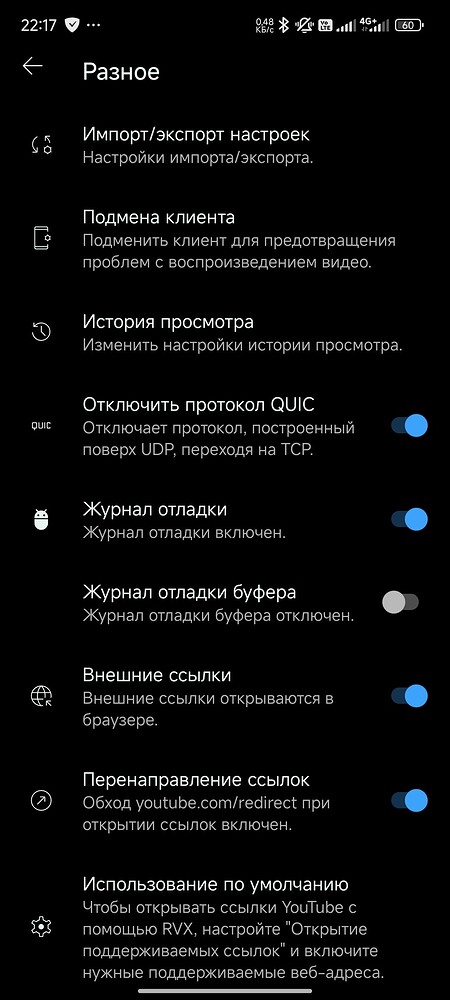 22:17 ... 0,48 КБ/с Vo LTE 4G+ 60
Разное
Импорт/экспорт настроек
Настройки импорта/экспорта.
Подмена клиента
Подменить клиент для предотвращения
проблем с воспроизведением видео.
История просмотра
Изменить настройки истории просмотра.
Отключить протокол QUIC
QUIC
Отключает протокол, построенный
поверх UDP, переходя на TCP.
Журнал отладки
Журнал отладки включен.
Журнал отладки буфера
Журнал отладки буфера отключен.
Внешние ссылки
Внешние ссылки открываются в
браузере.
Перенаправление ссылок
Обход youtube.com/redirect при
открытии ссылок включен.
Использование по умолчанию
Чтобы открывать ссылки YouTube с
помощью RVX, настройте "Открытие
поддерживаемых ссылок" и включите
нужные поддерживаемые веб-адреса.